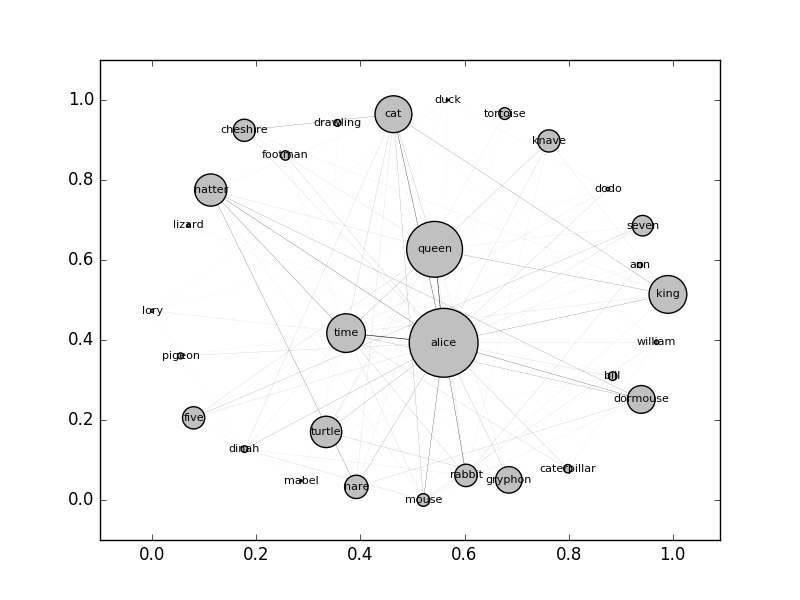 1.0
0.8
0.6
0.4
0.2
0.0
0.0
0.2
0.4
0.6
0.8
1.0
duck
cat
tortoise
drawling
cheshire
knave
footman
hatter
dodo
lizard
seven
queen
ann
king
lory
time
alice
william
pigeon
bill
dormouse
five
turtle
dinah
caterpillar
rabbit
mabel
gryphon
hare
mouse